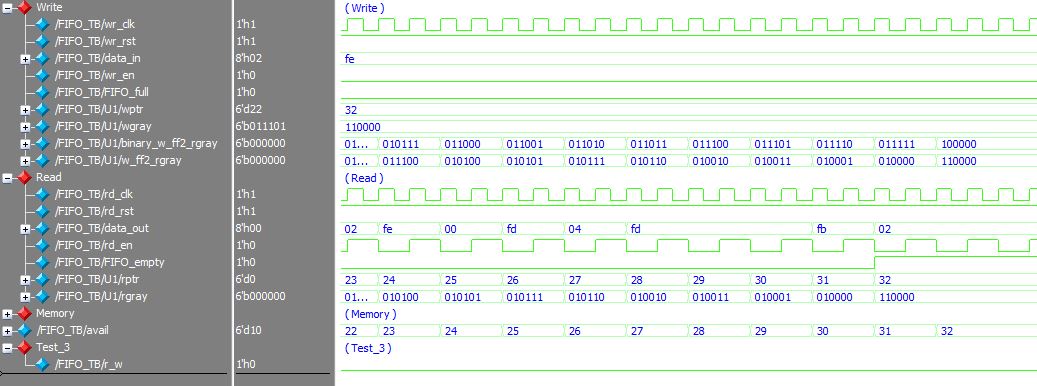 Write ( Write )
/FIFO_TB/wr_clk 1'h1
/FIFO_TB/wr_rst 1'h1
/FIFO_TB/data_in 8'h02 fe
/FIFO_TB/wr_en 1'h0
/FIFO_TB/FIFO_full 1'h0
/FIFO_TB/U1/wptr 6'd22 32
/FIFO_TB/U1/wgray 6'b011101 110000
/FIFO_TB/U1/binary_w_ff2_rgray 6'b000000 01... 010111 011000 011001 011010 011011 011100 011101 011110 011111 100000
/FIFO_TB/U1/w_ff2_rgray 6'b000000 01... 011100 010100 010101 010111 010110 010010 010011 010001 010000 110000
Read ( Read )
/FIFO_TB/rd_clk 1'h1
/FIFO_TB/rd_rst 1'h1
/FIFO_TB/data_out 8'h00 02 fe 00 fd 04 fd fb 02
/FIFO_TB/rd_en 1'h0
/FIFO_TB/FIFO_empty 1'h0
/FIFO_TB/U1/rptr 6'd0 23 24 25 26 27 28 29 30 31 32
/FIFO_TB/U1/rgray 6'b000000 01... 010100 010101 010111 010110 010010 010011 010001 010000 110000
Memory ( Memory )
/FIFO_TB/avail 6'd10 22 23 24 25 26 27 28 29 30 31 32
Test_3 ( Test_3 )
/FIFO_TB/r_w 1'h0